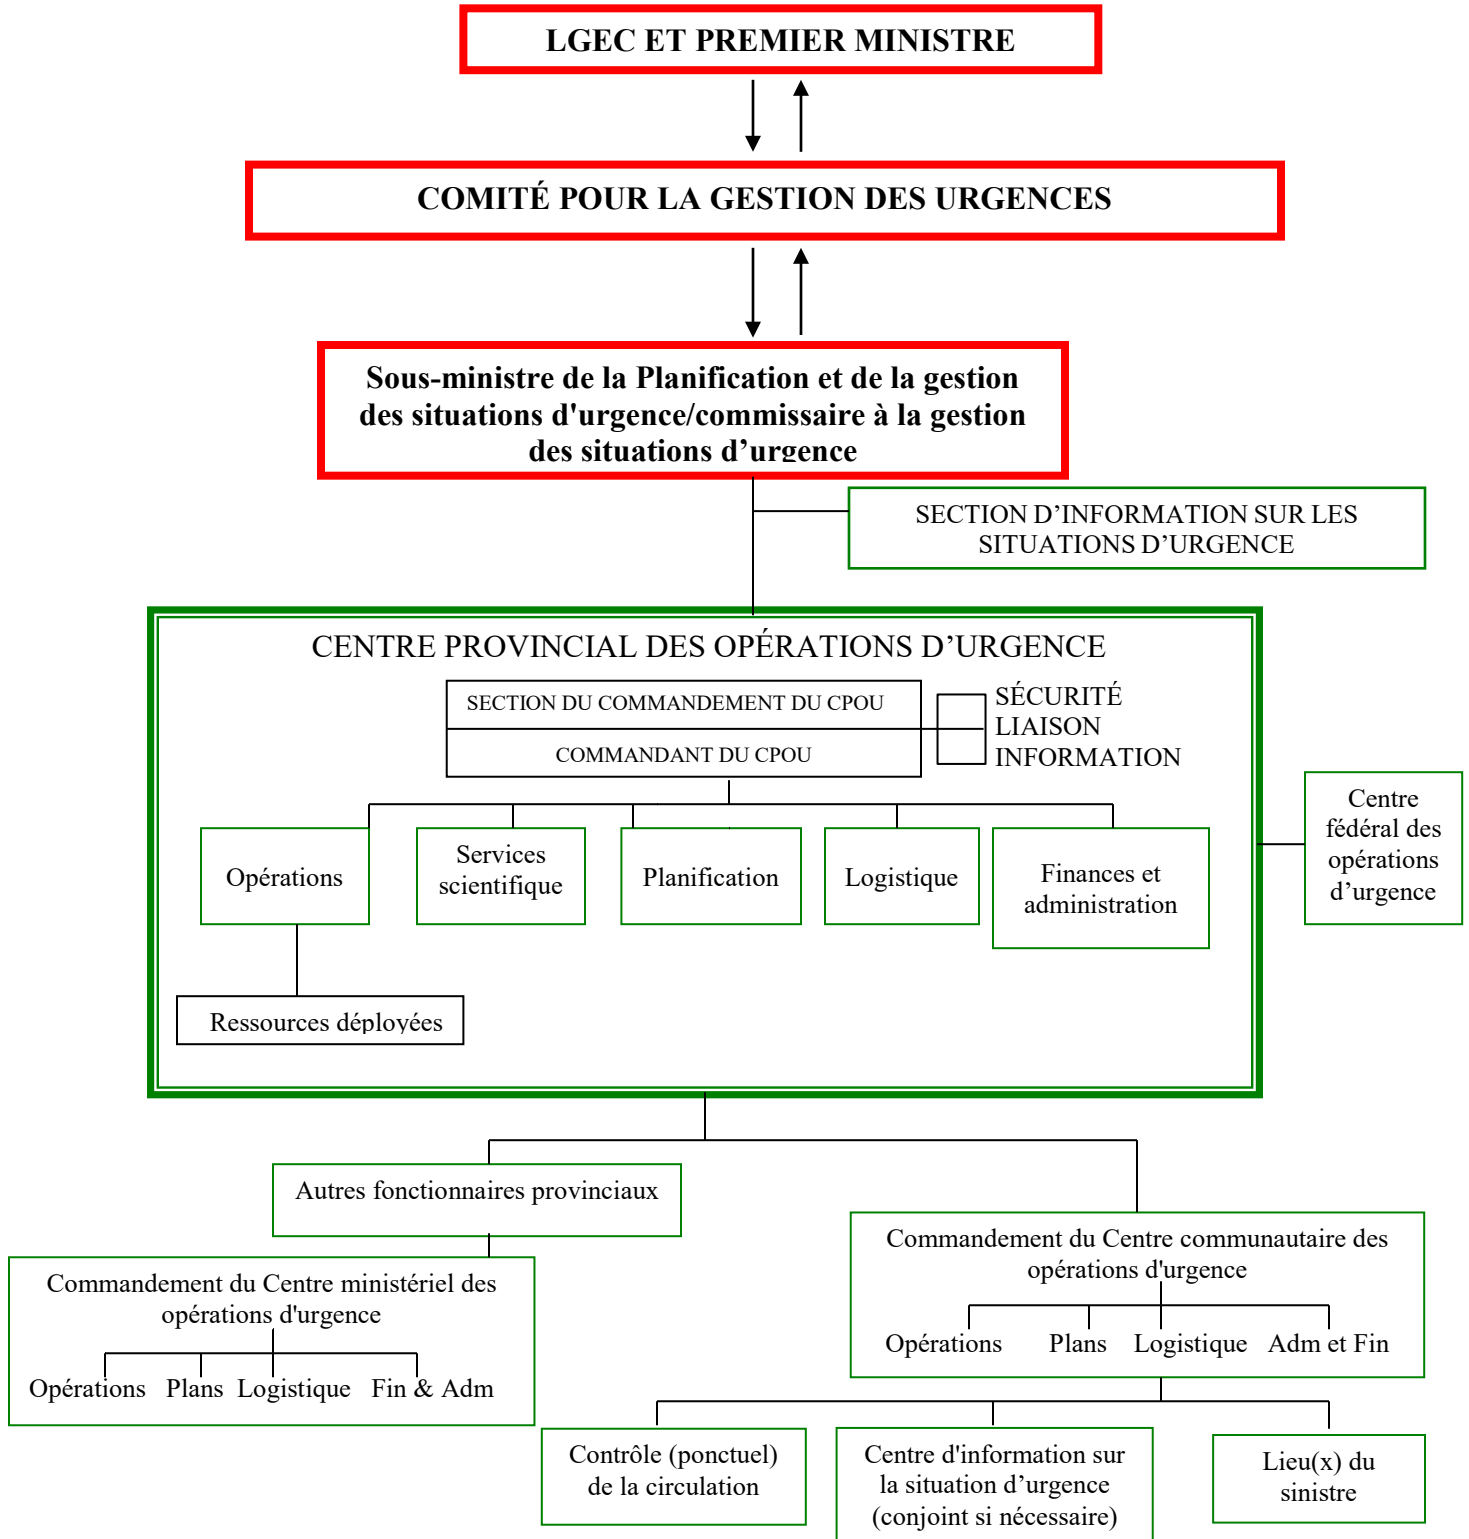 LGEC ET PREMIER MINISTRE
COMITÉ POUR LA GESTION DES URGENCES
Sous-ministre de la Planification et de la gestion
des situations d'urgence/commissaire à la gestion
des situations d’urgence
SECTION D’INFORMATION SUR LES
SITUATIONS D’URGENCE
CENTRE PROVINCIAL DES OPÉRATIONS D’URGENCE
SECTION DU COMMANDEMENT DU CPOU
COMMANDANT DU CPOU
SÉCURITÉ
LIAISON
INFORMATION
Centre
fédéral des
opérations
d’urgence
Opérations
Services
scientifique
Planification
Logistique
Finances et
administration
Ressources déployées
Autres fonctionnaires provinciaux
Commandement du Centre ministériel des
opérations d'urgence
Opérations Plans Logistique Fin & Adm
Commandement du Centre communautaire des
opérations d'urgence
Opérations Plans Logistique Adm et Fin
Contrôle (ponctuel)
de la circulation
Centre d'information sur
la situation d’urgence
(conjoint si nécessaire)
Lieu(x) du
sinistre